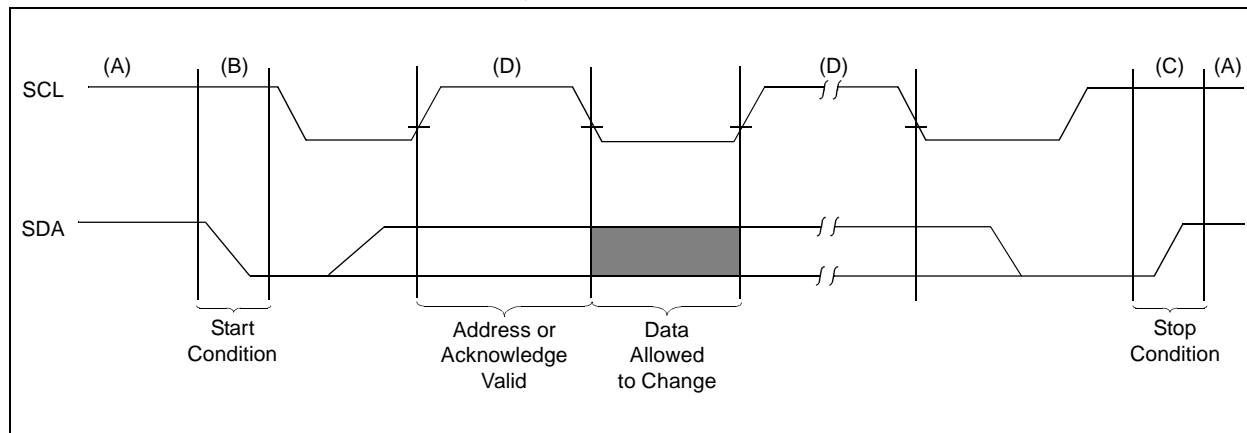 (A) (B) (D) (D) (C) (A)
SCL
SDA
Start
Condition
Address or
Acknowledge
Valid
Data
Allowed
to Change
Stop
Condition